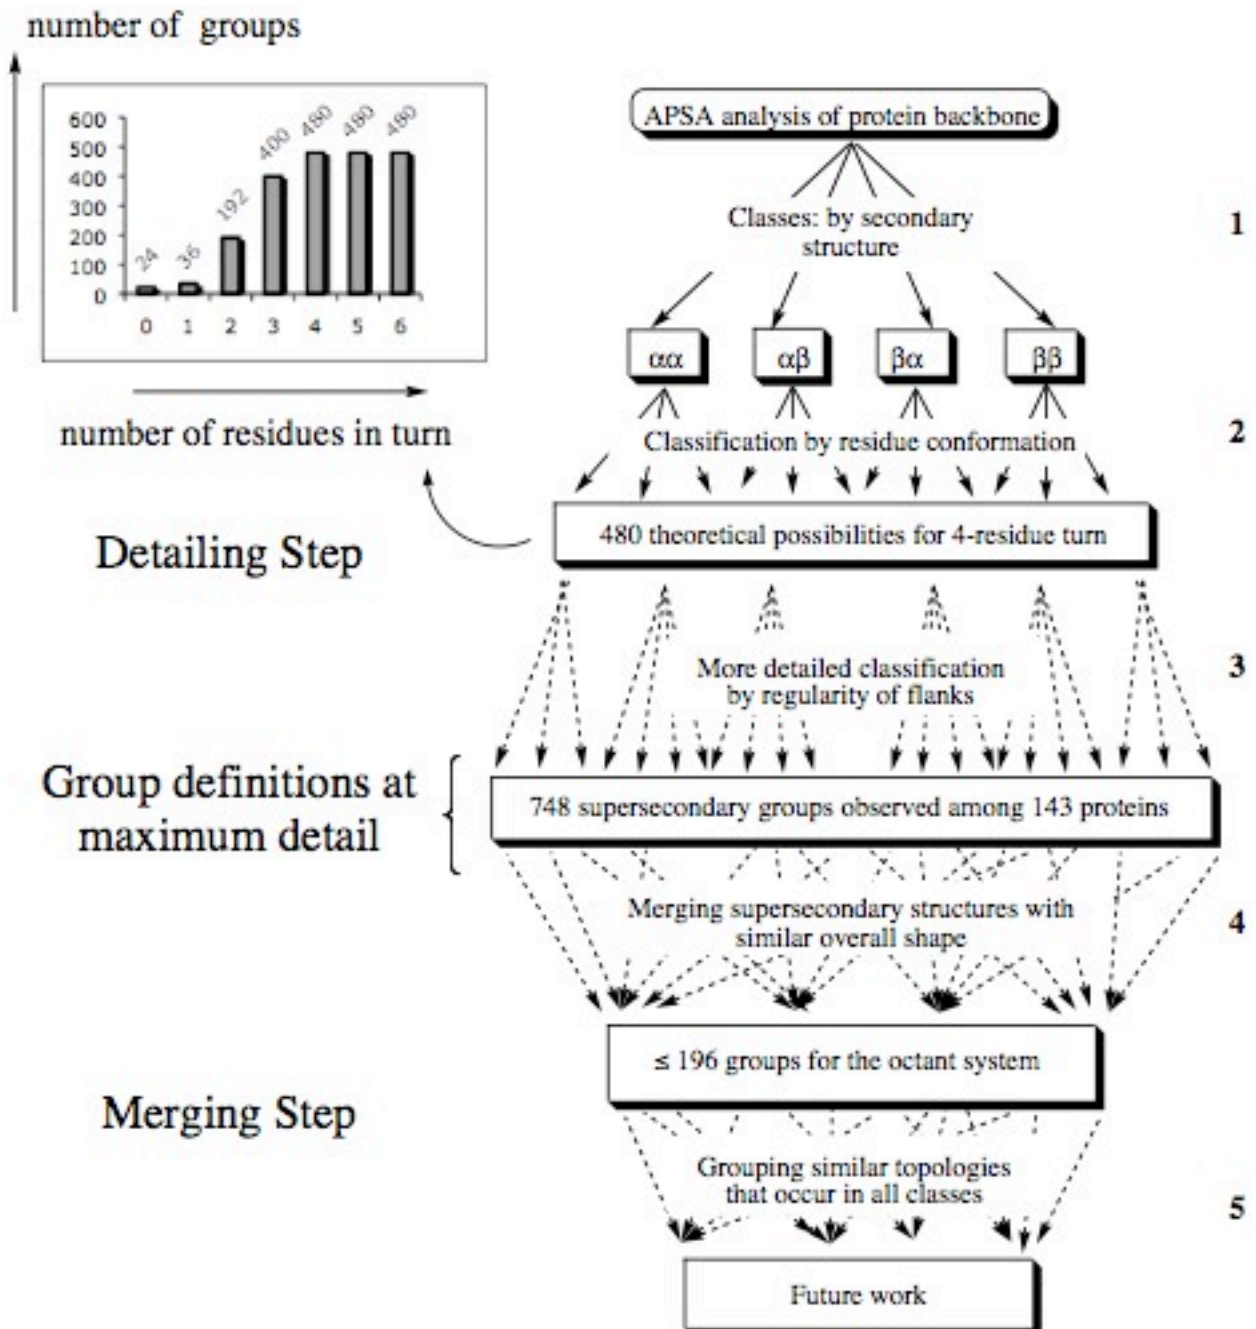 number of groups
600
500
400
300
200
100
0
24
36
192
400
480
480
480
0 1 2 3 4 5 6
number of residues in turn
APSA analysis of protein backbone
Classes: by secondary
structure
1
αα
αβ
βα
ββ
Classification by residue conformation
2
480 theoretical possibilities for 4-residue turn
Detailing Step
More detailed classification
by regularity of flanks
3
Group definitions at
maximum detail
748 supersecondary groups observed among 143 proteins
Merging supersecondary structures with
similar overall shape
4
≤ 196 groups for the octant system
Merging Step
Grouping similar topologies
that occur in all classes
5
Future work